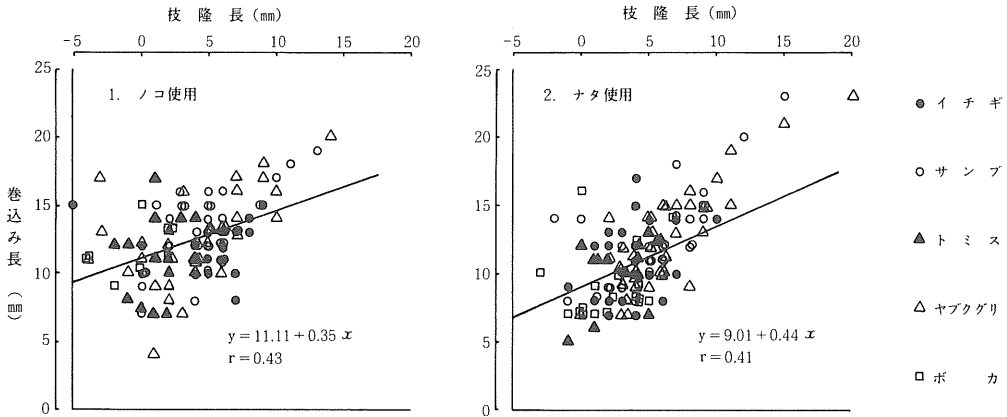 枝 隆 長 (㎜)
-5 0 5 10 15 20
25
20
15
10
5
0
巻込み長 (㎜)
1. ノコ使用
y=11.11+0.35 x
r=0.43
枝 隆 長 (㎜)
-5 0 5 10 15 20
25
20
15
10
5
0
2. ナタ使用
y=9.01+0.44 x
r=0.41
イ チ ギ
サ ン ブ
ト ミ ス
ヤブクグリ
ボ カ